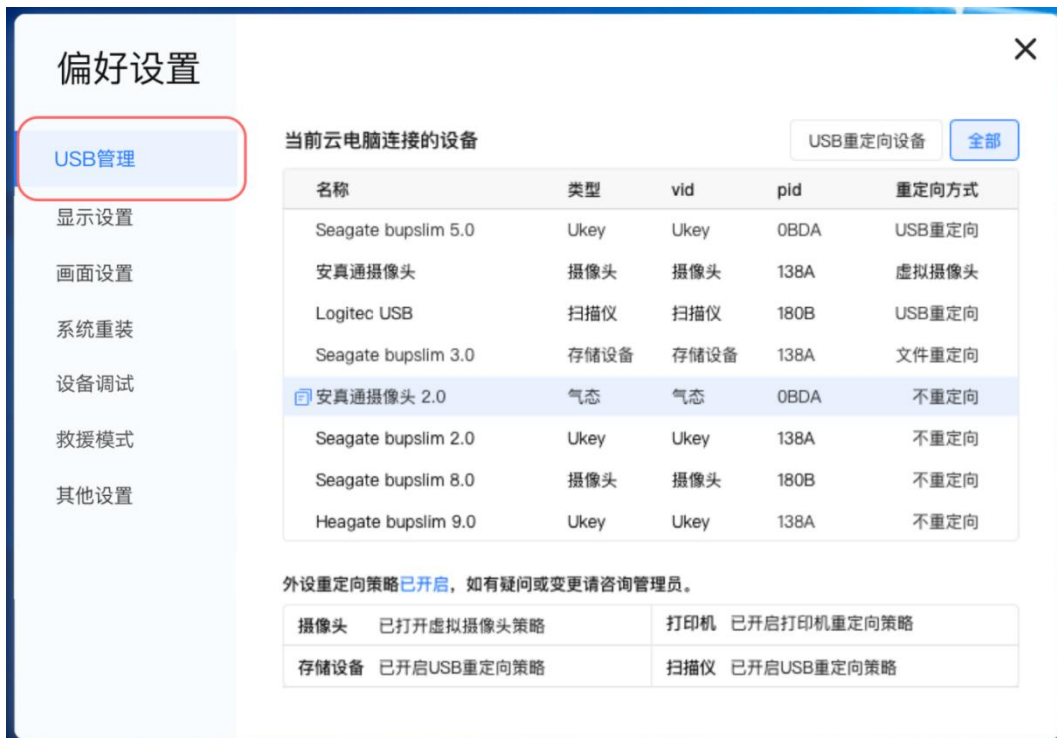 偏好设置
USB管理
显示设置
画面设置
系统重装
设备调试
救援模式
其他设置
当前云电脑连接的设备 USB重定向设备 全部
名称 类型 vid pid 重定向方式
Seagate bupslim 5.0 Ukey Ukey 0BDA USB重定向
安真通摄像头 摄像头 摄像头 138A 虚拟摄像头
Logitec USB 扫描仪 扫描仪 180B USB重定向
Seagate bupslim 3.0 存储设备 存储设备 138A 文件重定向
安真通摄像头 2.0 气态 气态 0BDA 不重定向
Seagate bupslim 2.0 Ukey Ukey 138A 不重定向
Seagate bupslim 8.0 摄像头 摄像头 180B 不重定向
Heagate bupslim 9.0 Ukey Ukey 138A 不重定向
外设重定向策略已开启，如有疑问或变更请咨询管理员。
摄像头 已打开虚拟摄像头策略 打印机 已开启打印机重定向策略
存储设备 已开启USB重定向策略 扫描仪 已开启USB重定向策略